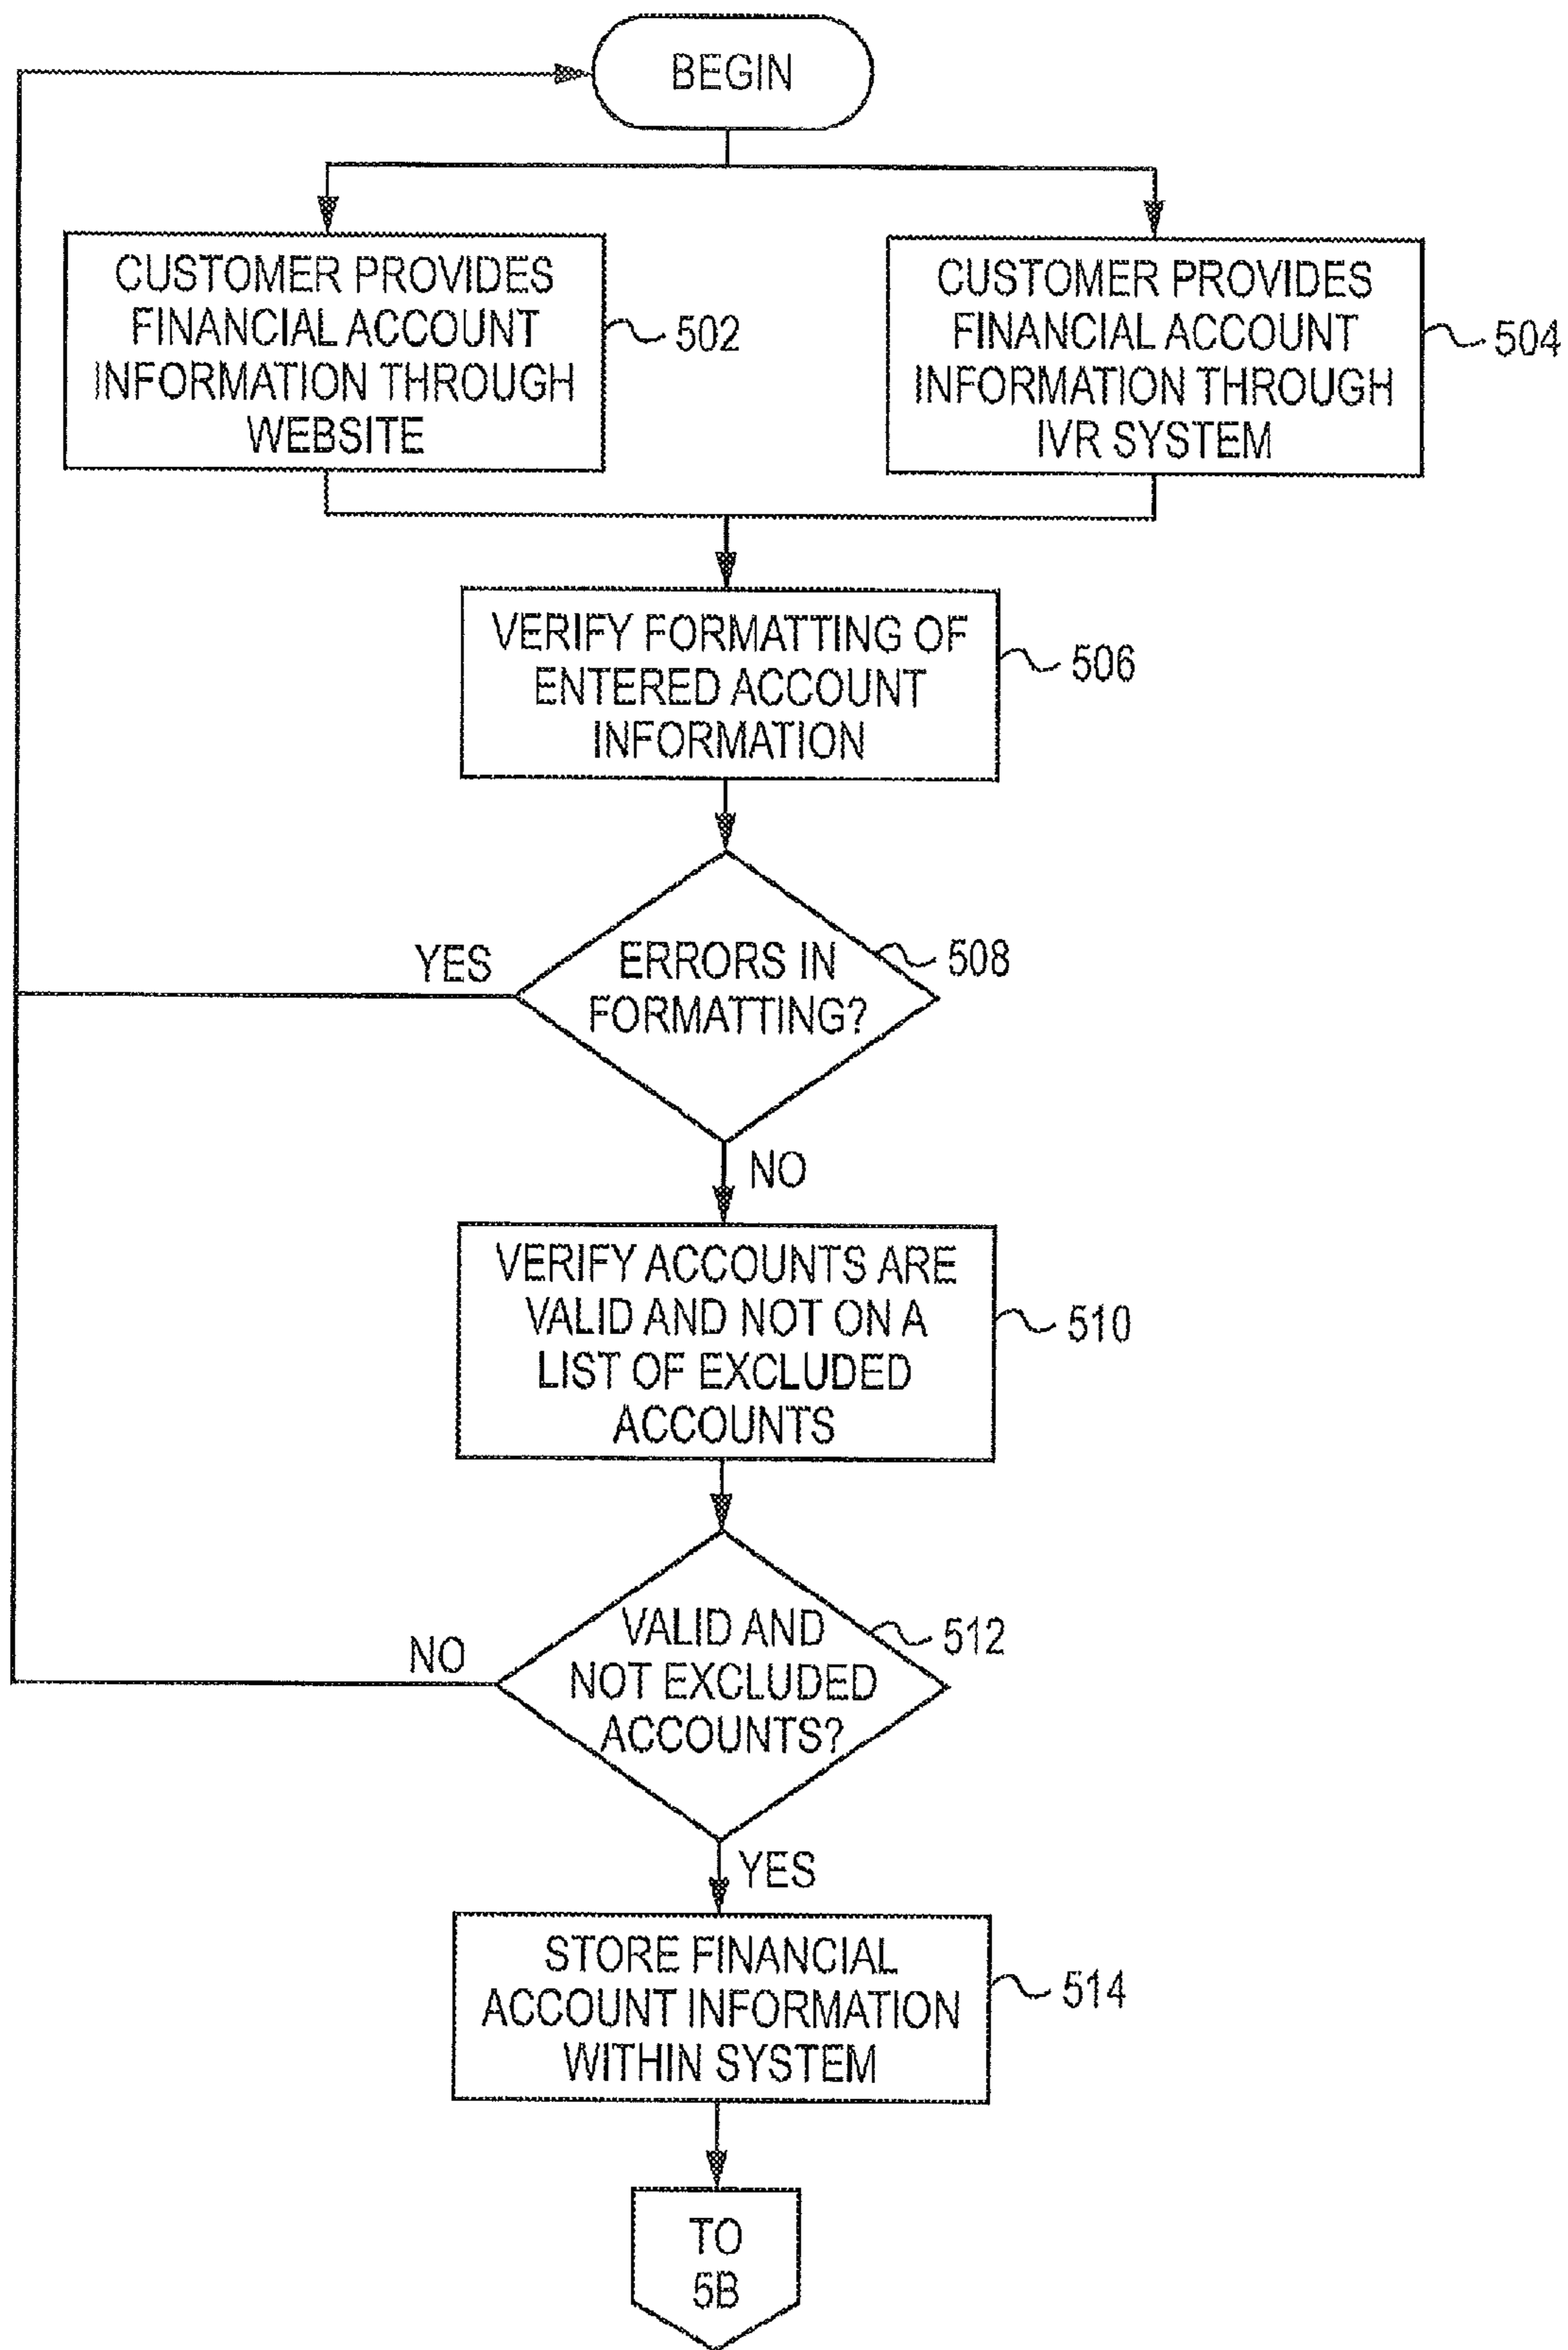 BEGIN
CUSTOMER PROVIDES
FINANCIAL ACCOUNT
INFORMATION THROUGH
WEBSITE
502
CUSTOMER PROVIDES
FINANCIAL ACCOUNT
INFORMATION THROUGH
IVR SYSTEM
504
VERIFY FORMATTING OF
ENTERED ACCOUNT
INFORMATION
506
YES
ERRORS IN
FORMATTING?
508
NO
VERIFY ACCOUNTS ARE
VALID AND NOT ON A
LIST OF EXCLUDED
ACCOUNTS
510
NO
VALID AND
NOT EXCLUDED
ACCOUNTS?
512
YES
STORE FINANCIAL
ACCOUNT INFORMATION
WITHIN SYSTEM
514
TO
5B